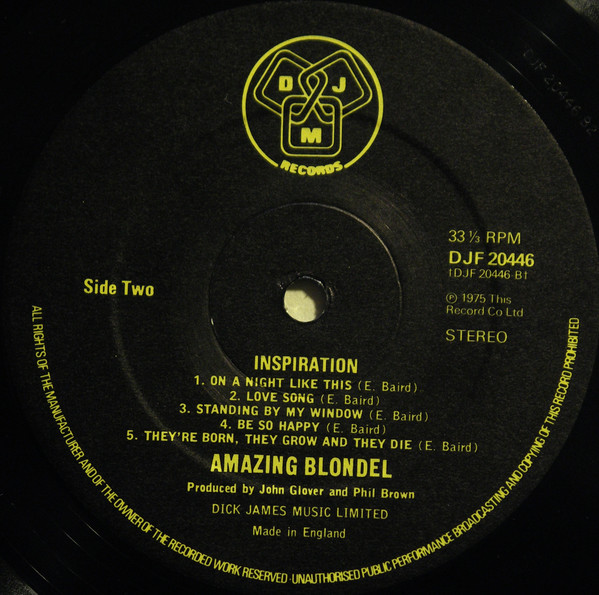 D J
M
RECORDS
33 ⅓ RPM
DJF 20446
†DJF 20446-B†
Ⓟ 1975 This
Record Co Ltd
STEREO
Side Two
INSPIRATION
1. ON A NIGHT LIKE THIS (E. Baird)
2. LOVE SONG (E. Baird)
3. STANDING BY MY WINDOW (E. Baird)
4. BE SO HAPPY (E. Baird)
5. THEY'RE BORN, THEY GROW AND THEY DIE (E. Baird)
AMAZING BLONDEL
Produced by John Glover and Phil Brown
DICK JAMES MUSIC LIMITED
Made in England
ALL RIGHTS OF THE MANUFACTURER AND OF THE OWNER OF THE RECORDED WORK RESERVED·UNAUTHORISED PUBLIC PERFORMANCE BROADCASTING AND COPYING OF THIS RECORD PROHIBITED
DJF 20446